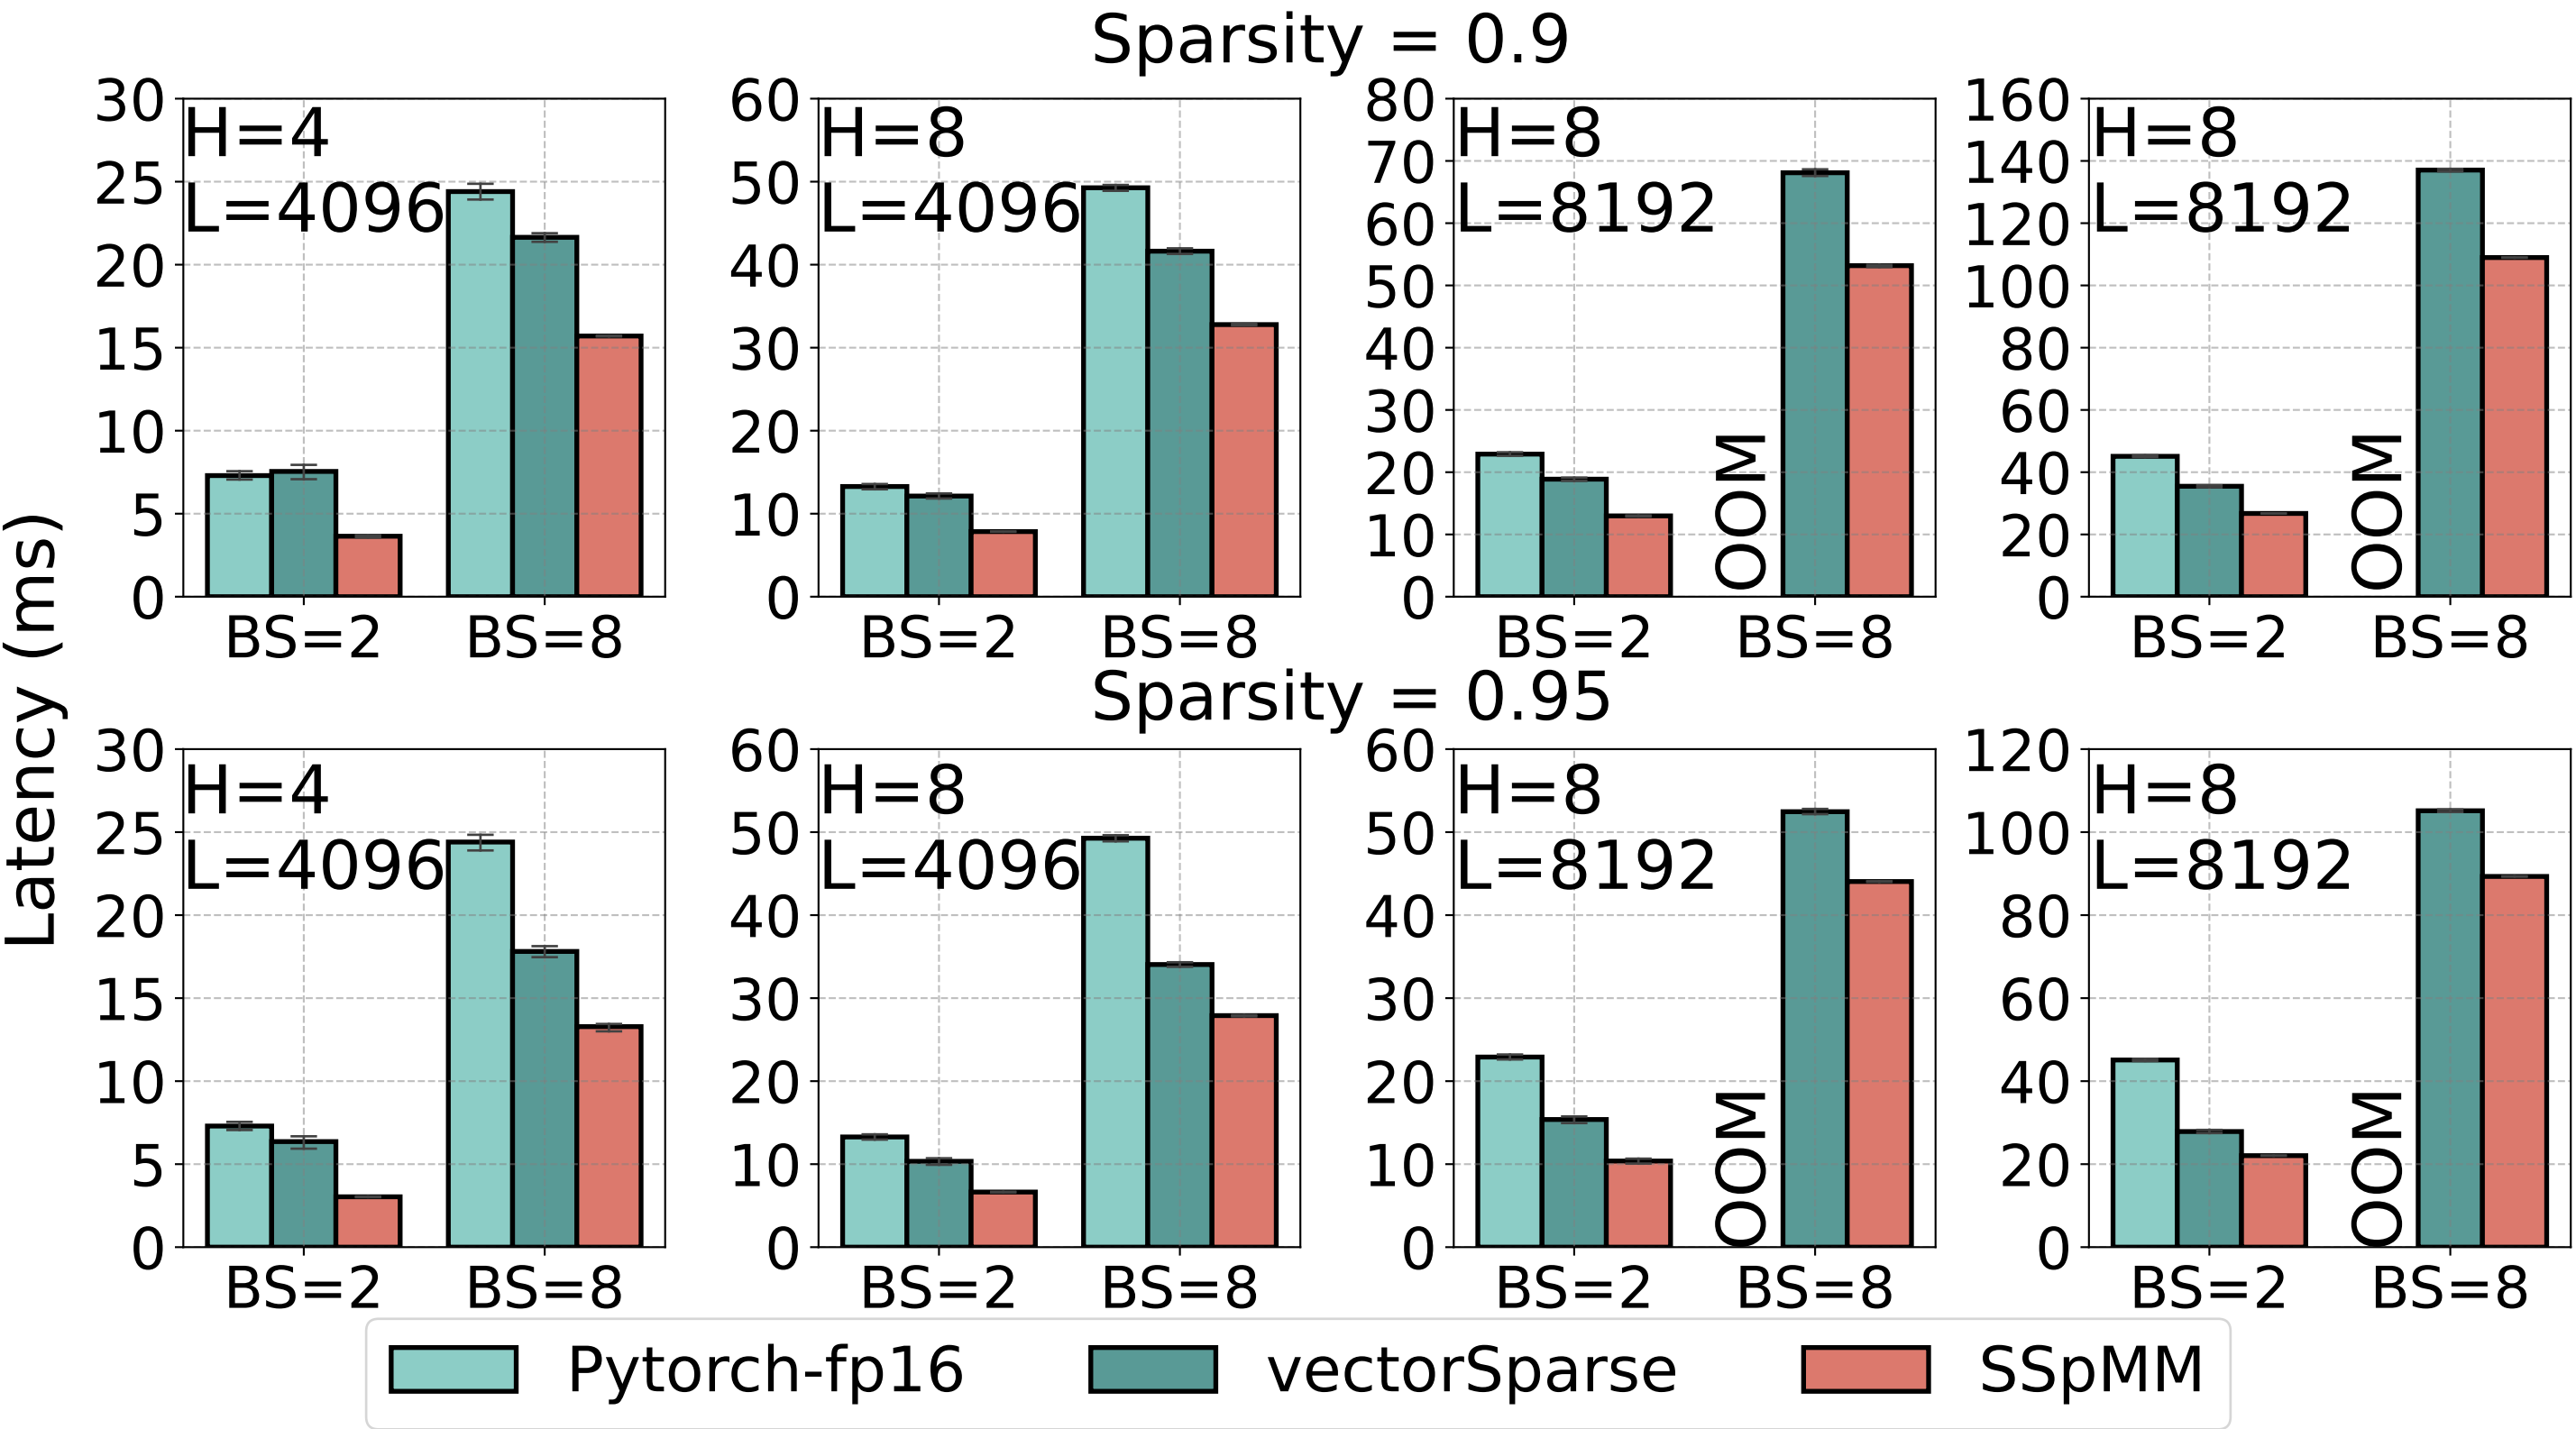 Sparsity = 0.9
Latency (ms)
30
25
20
15
10
5
0
H=4
L=4096
BS=2 BS=8
60
50
40
30
20
10
0
H=8
L=4096
BS=2 BS=8
80
70
60
50
40
30
20
10
0
H=8
L=8192
OOM
BS=2 BS=8
160
140
120
100
80
60
40
20
0
H=8
L=8192
OOM
BS=2 BS=8
Sparsity = 0.95
30
25
20
15
10
5
0
H=4
L=4096
BS=2 BS=8
60
50
40
30
20
10
0
H=8
L=4096
BS=2 BS=8
60
50
40
30
20
10
0
H=8
L=8192
OOM
BS=2 BS=8
120
100
80
60
40
20
0
H=8
L=8192
OOM
BS=2 BS=8
Pytorch-fp16 vectorSparse SSpMM